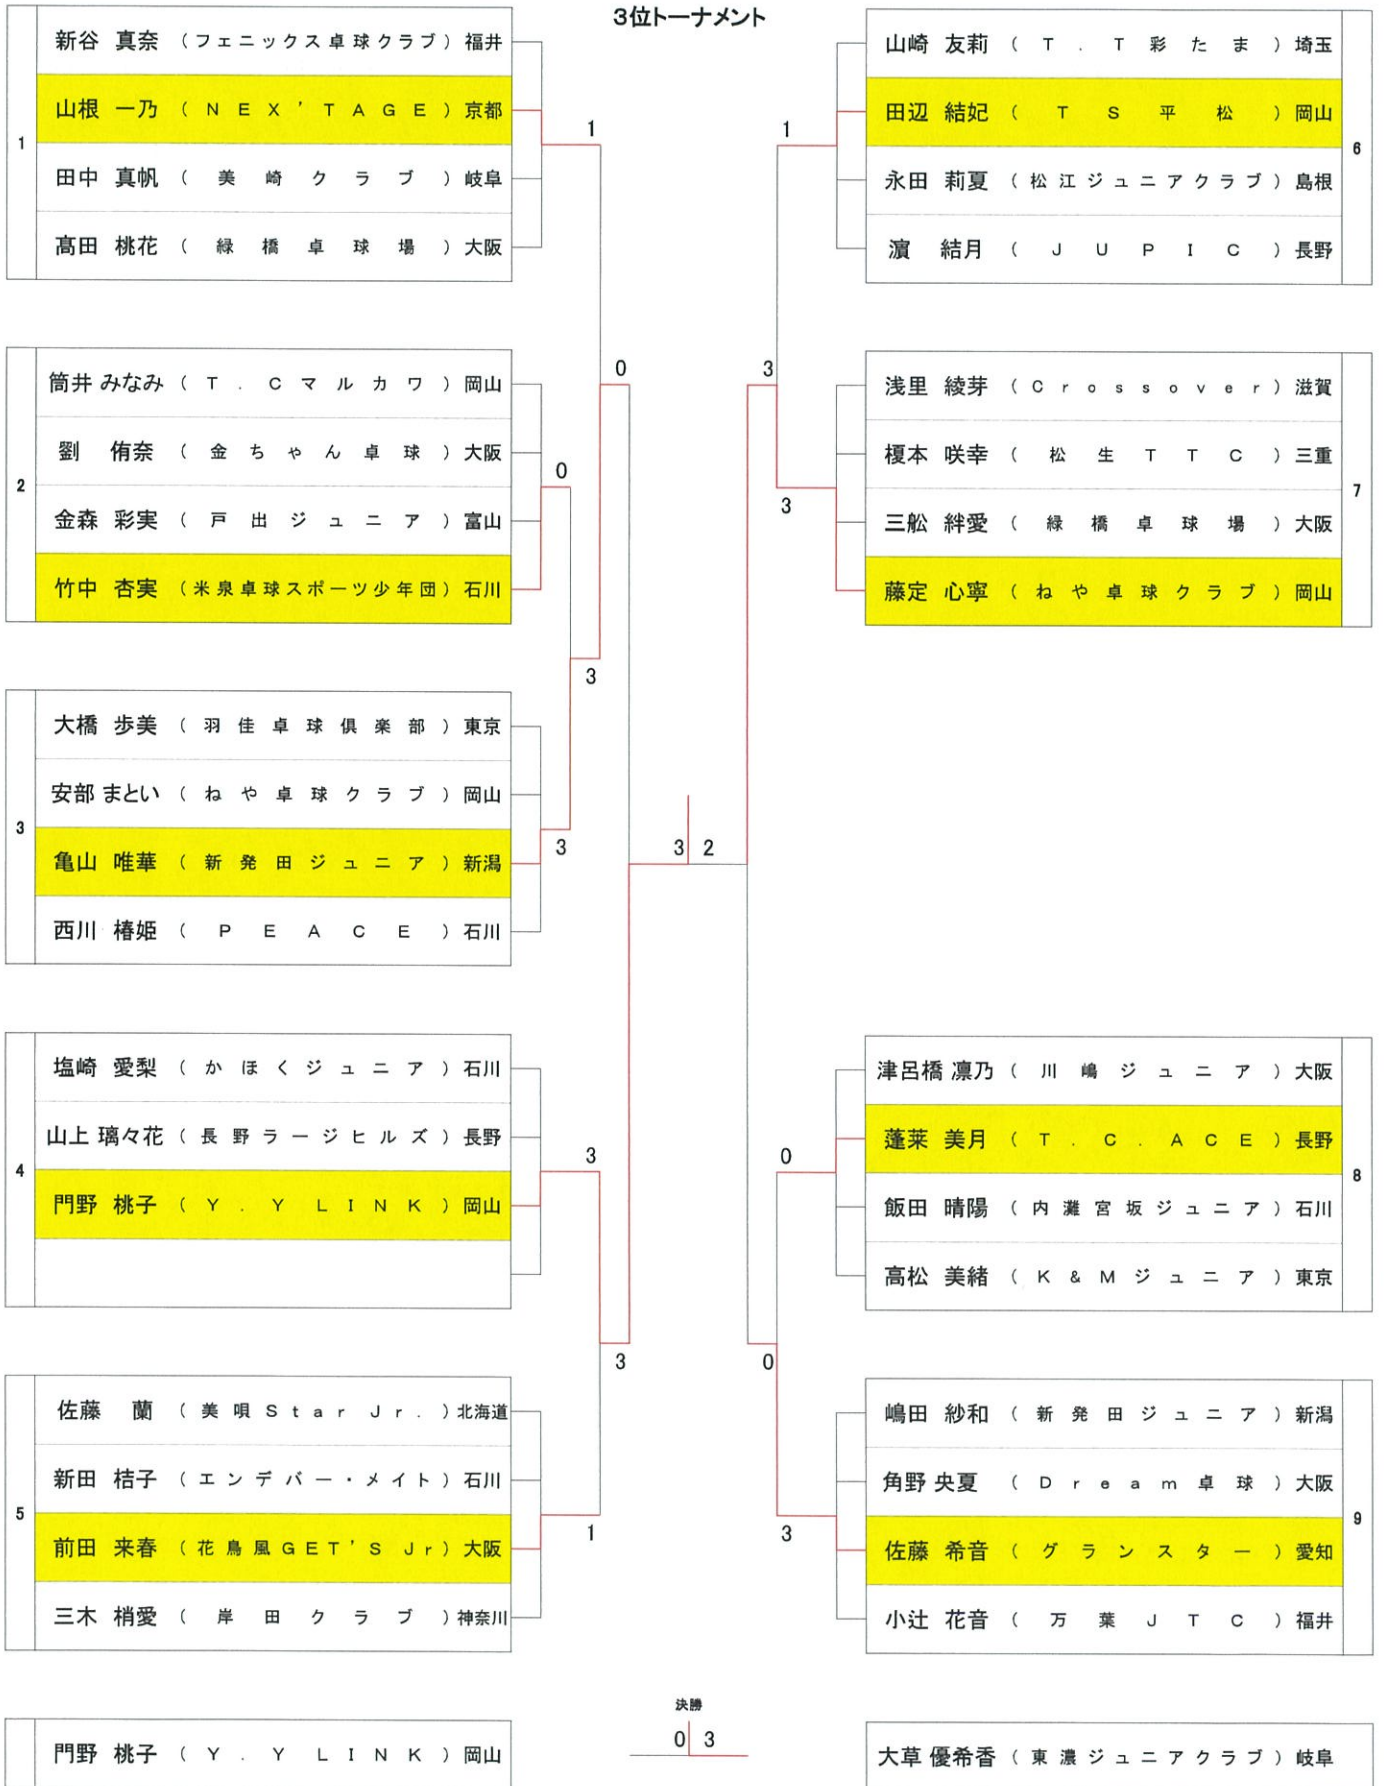 3位トーナメント
1
新谷 真奈 (フェニックス卓球クラブ) 福井
山根 一乃 (NEX'TAGE) 京都
田中 真帆 (美崎クラブ) 岐阜
髙田 桃花 (緑橋卓球場) 大阪
2
筒井 みなみ (T.Cマルカワ) 岡山
劉 侑奈 (金ちゃん卓球) 大阪
金森 彩実 (戸出ジュニア) 富山
竹中 杏実 (米泉卓球スポーツ少年団) 石川
3
大橋 歩美 (羽佳卓球倶楽部) 東京
安部 まとい (ねや卓球クラブ) 岡山
亀山 唯華 (新発田ジュニア) 新潟
西川 椿姫 (PEACE) 石川
4
塩崎 愛梨 (かほくジュニア) 石川
山上 璃々花 (長野ラージヒルズ) 長野
門野 桃子 (Y.Y LINK) 岡山
5
佐藤 蘭 (美唄Star Jr.) 北海道
新田 桔子 (エンデバー・メイト) 石川
前田 来春 (花鳥風GET'S Jr) 大阪
三木 梢愛 (岸田クラブ) 神奈川
1
0
0
3
3
3
3
1
3
3 2
1
3
3
0
0
3
6
山崎 友莉 (T.T彩たま) 埼玉
田辺 結妃 (TS平松) 岡山
永田 莉夏 (松江ジュニアクラブ) 島根
濵 結月 (JUPIC) 長野
7
浅里 綾芽 (Crossover) 滋賀
榎本 咲幸 (松生TTC) 三重
三舩 絆愛 (緑橋卓球場) 大阪
藤定 心寧 (ねや卓球クラブ) 岡山
8
津呂橋 凛乃 (川嶋ジュニア) 大阪
蓬莱 美月 (T.C.ACE) 長野
飯田 晴陽 (内灘宮坂ジュニア) 石川
高松 美緒 (K&Mジュニア) 東京
9
嶋田 紗和 (新発田ジュニア) 新潟
角野 央夏 (Dream卓球) 大阪
佐藤 希音 (グランスター) 愛知
小辻 花音 (万葉JTC) 福井
決勝
門野 桃子 (Y.Y LINK) 岡山
0 3
大草 優希香 (東濃ジュニアクラブ) 岐阜